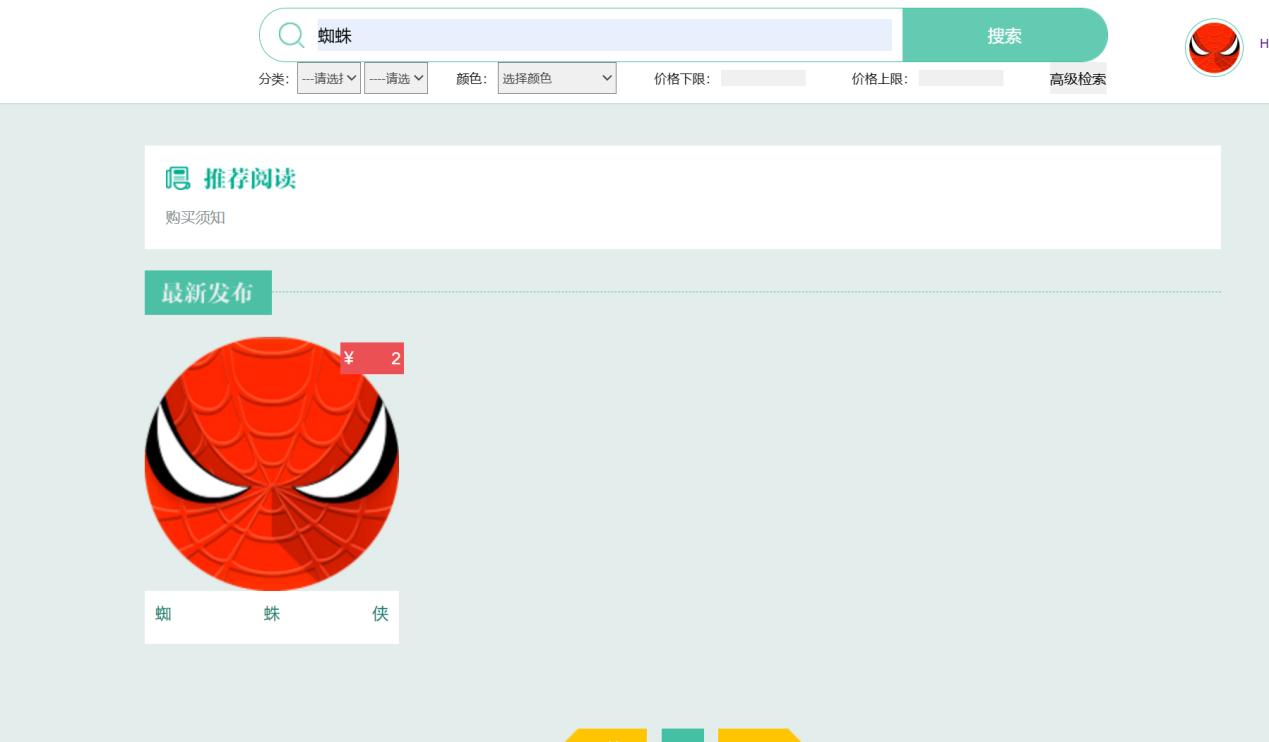 蜘蛛
搜索
H
分类： ---请选 ----请选 颜色： 选择颜色 价格下限： 价格上限： 高级检索
推荐阅读
购买须知
最新发布
¥ 2
蜘 蛛 侠